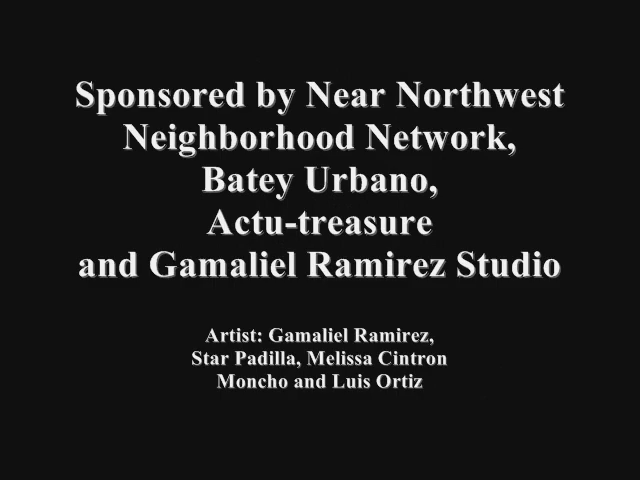 Sponsored by Near Northwest
Neighborhood Network,
Batey Urbano,
Actu-treasure
and Gamaliel Ramirez Studio
Artist: Gamaliel Ramirez,
Star Padilla, Melissa Cintron
Moncho and Luis Ortiz